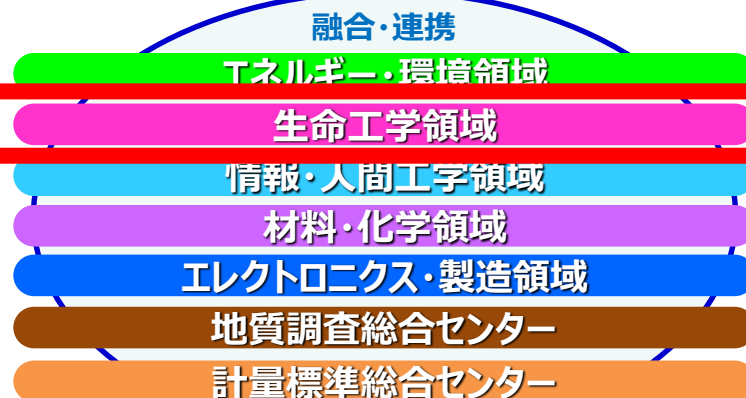 融合・連携
エネルギー・環境領域
生命工学領域
情報・人間工学領域
材料・化学領域
エレクトロニクス・製造領域
地質調査総合センター
計量標準総合センター